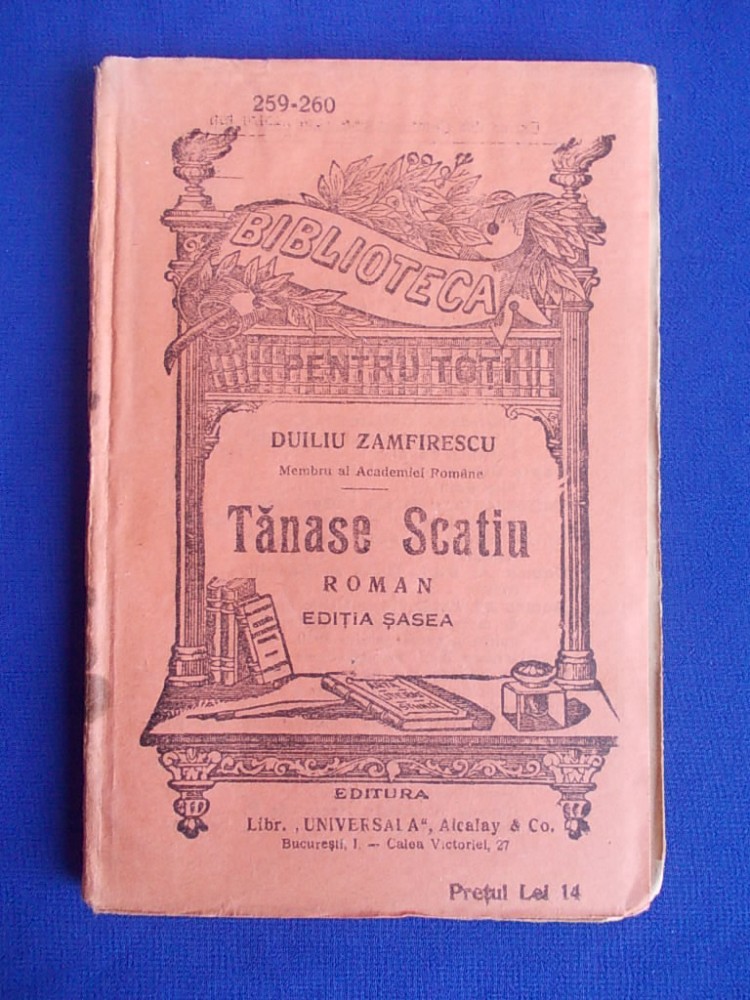 259-260
BIBLIOTECA
PENTRU TOTI
DUILIU ZAMFIRESCU
Membru al Academiei Române
Tănase Scatiu
ROMAN
EDIȚIA ȘASEA
EDITURA
Libr. „UNIVERSALA“, Alcalay & Co.
București, I. — Calea Victoriei, 27
Prețul Lei 14